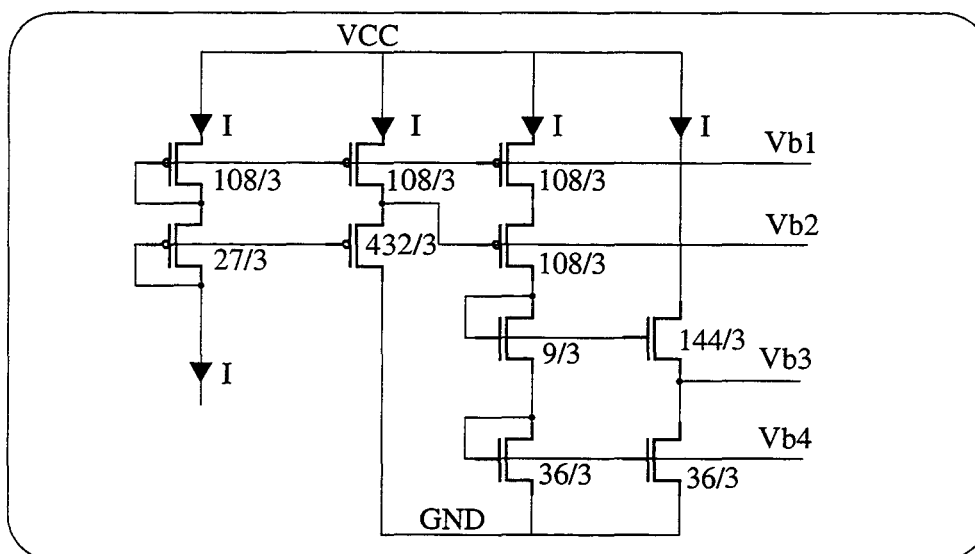 VCC
I I I I
Vb1
108/3 108/3 108/3
Vb2
27/3 432/3 108/3
9/3 144/3
Vb3
I
Vb4
36/3 36/3
GND